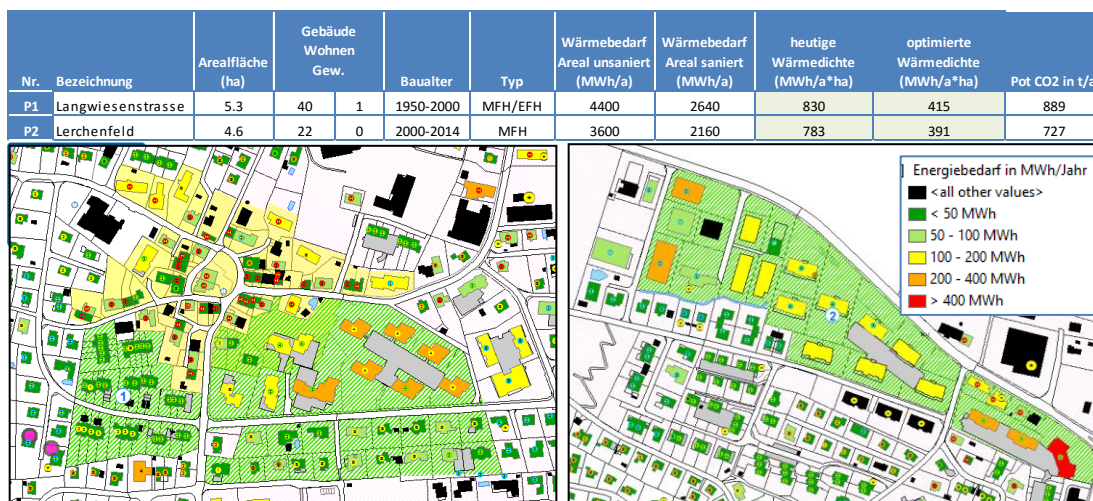 Nr. Bezeichnung Arealfläche (ha) Gebäude Wohnen Gew. Baualter Typ Wärmebedarf Areal unsaniert (MWh/a) Wärmebedarf Areal saniert (MWh/a) heutige Wärmedichte (MWh/a*ha) optimierte Wärmedichte (MWh/a*ha) Pot CO2 in t/a
P1 Langwiesenstrasse 5.3 40 1 1950-2000 MFH/EFH 4400 2640 830 415 889
P2 Lerchenfeld 4.6 22 0 2000-2014 MFH 3600 2160 783 391 727
Energiebedarf in MWh/Jahr
<all other values>
< 50 MWh
50 - 100 MWh
100 - 200 MWh
200 - 400 MWh
> 400 MWh
1
2